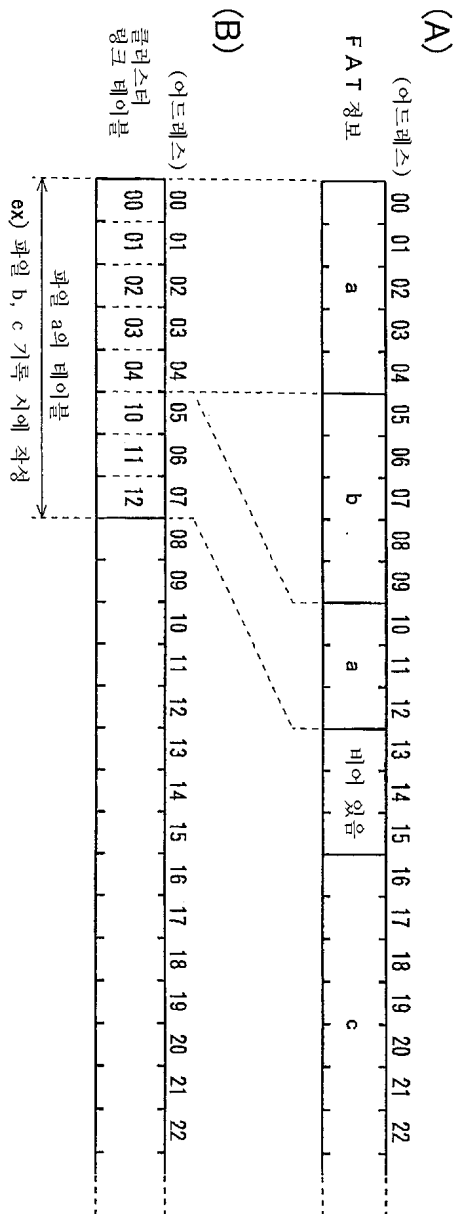 (A)
(어드레스) 00 01 02 03 04 05 06 07 08 09 10 11 12 13 14 15 16 17 18 19 20 21 22
FAT 정보 a b a 비어 있음 c
(B)
(어드레스) 00 01 02 03 04 05 06 07 08 09 10 11 12 13 14 15 16 17 18 19 20 21 22
클러스터
링크 테이블 00 01 02 03 04 10 11 12
파일 a의 테이블
ex) 파일 b, c 기록 시에 작성